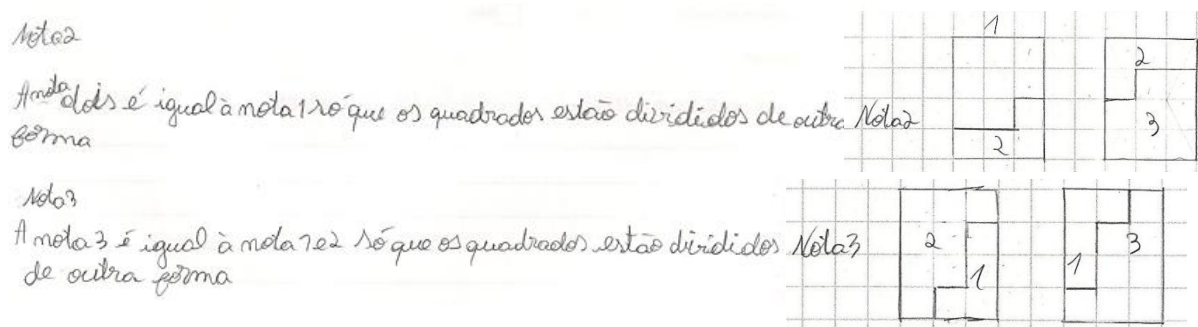 Nota2
1
2
A nota dois é igual à nota 1 só que os quadrados estão divididos de outra forma
Nota2
2
3
Nota3
A nota 3 é igual à nota 1 e 2 só que os quadrados estão divididos de outra forma
Nota3
2
1
1
3